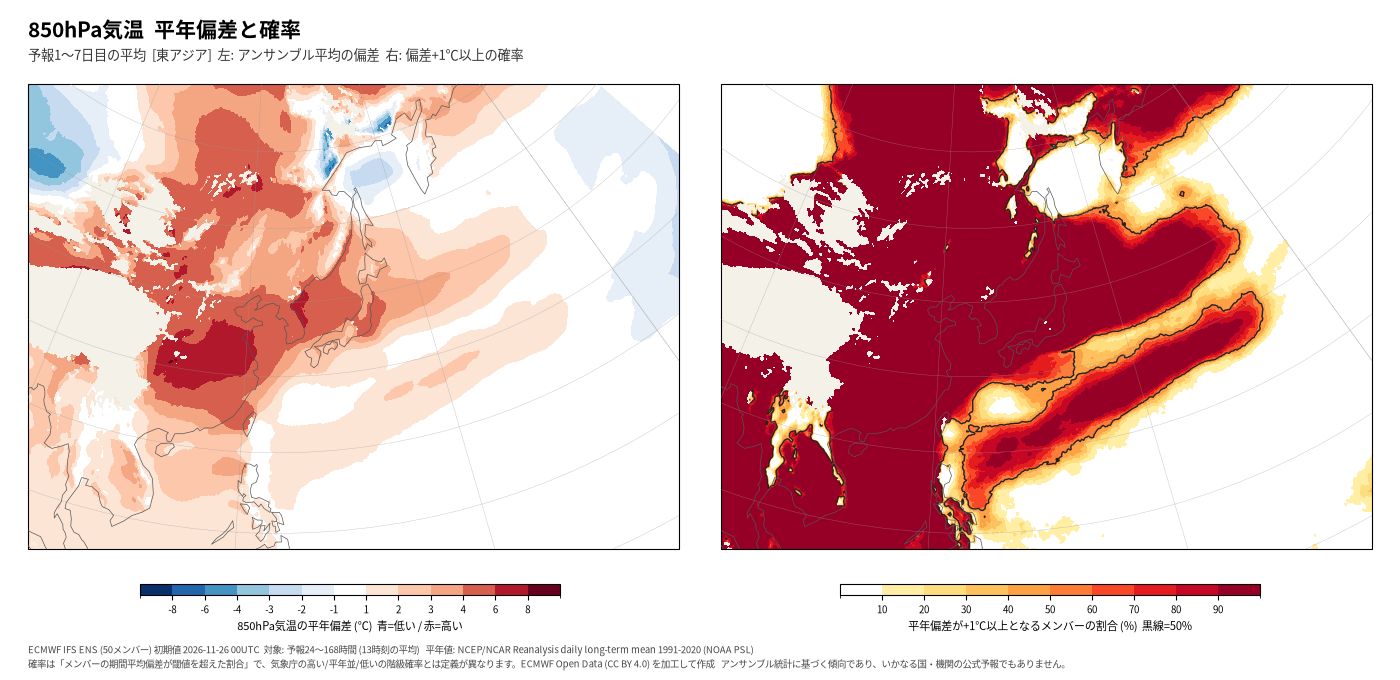 850hPa気温 平年偏差と確率
予報1～7日目の平均 [東アジア] 左: アンサンブル平均の偏差 右: 偏差+1℃以上の確率
-8 -6 -4 -3 -2 -1 1 2 3 4 6 8
850hPa気温の平年偏差 (℃) 青=低い / 赤=高い
10 20 30 40 50 60 70 80 90
平年偏差が+1℃以上となるメンバーの割合 (%) 黒線=50%
ECMWF IFS ENS (50メンバー) 初期値 2026-11-26 00UTC 対象: 予報24～168時間 (13時刻の平均) 平年値: NCEP/NCAR Reanalysis daily long-term mean 1991-2020 (NOAA PSL)
確率は「メンバーの期間平均偏差が閾値を超えた割合」で、気象庁の高い/平年並/低いの階級確率とは定義が異なります。ECMWF Open Data (CC BY 4.0) を加工して作成 アンサンブル統計に基づく傾向であり、いかなる国・機関の公式予報でもありません。